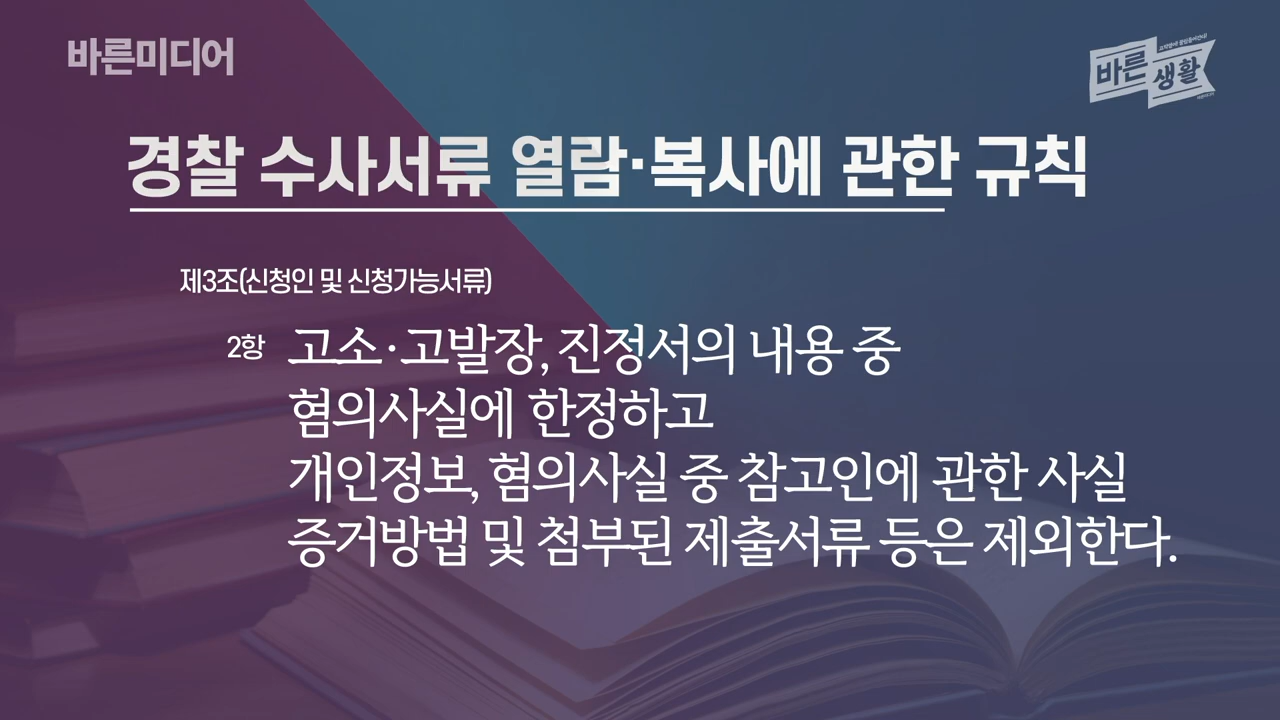 바른미디어
바른
생활
경찰 수사서류 열람·복사에 관한 규칙
제3조(신청인 및 신청가능서류)
2항 고소·고발장, 진정서의 내용 중
혐의사실에 한정하고
개인정보, 혐의사실 중 참고인에 관한 사실
증거방법 및 첨부된 제출서류 등은 제외한다.